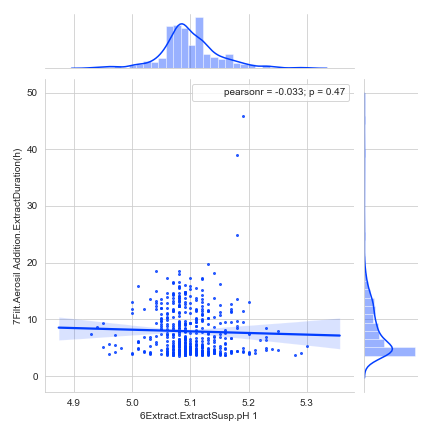 50
pearsonr = -0.033; p = 0.47
40
30
20
10
0
7Filt.Aerosil Addition.ExtractDuration(h)
4.9 5.0 5.1 5.2 5.3
6Extract.ExtractSusp.pH 1